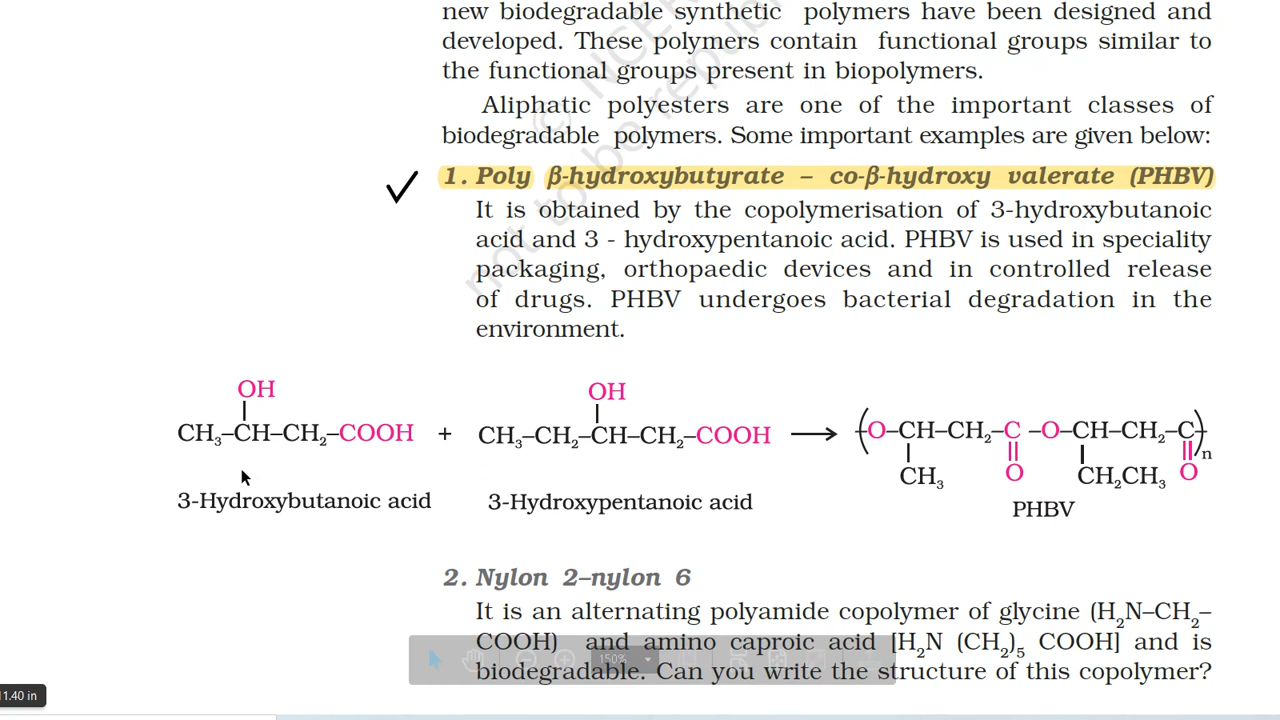 new biodegradable synthetic polymers have been designed and
developed. These polymers contain functional groups similar to
the functional groups present in biopolymers.
Aliphatic polyesters are one of the important classes of
biodegradable polymers. Some important examples are given below:
1. Poly β-hydroxybutyrate – co-β-hydroxy valerate (PHBV)
It is obtained by the copolymerisation of 3-hydroxybutanoic
acid and 3 - hydroxypentanoic acid. PHBV is used in speciality
packaging, orthopaedic devices and in controlled release
of drugs. PHBV undergoes bacterial degradation in the
environment.
OH OH
CH₃–CH–CH₂–COOH + CH₃–CH₂–CH–CH₂–COOH ⟶ (O–CH–CH₂–C–O–CH–CH₂–C)n
CH₃ O CH₂CH₃ O
3-Hydroxybutanoic acid 3-Hydroxypentanoic acid PHBV
2. Nylon 2–nylon 6
It is an alternating polyamide copolymer of glycine (H₂N–CH₂–
COOH) and amino caproic acid [H₂N (CH₂)₅ COOH] and is
biodegradable. Can you write the structure of this copolymer?
150%
1.40 in
© NCER
not to be republ